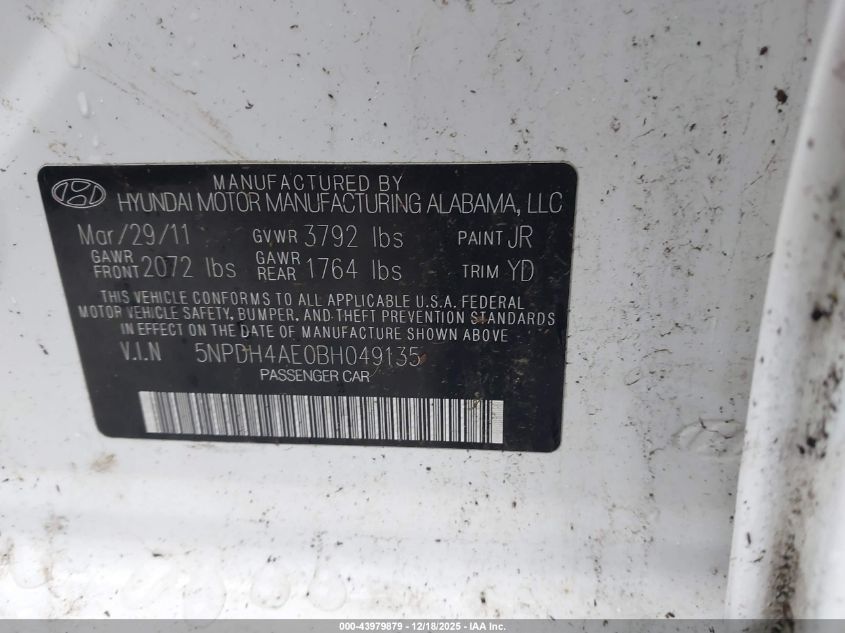 MANUFACTURED BY
HYUNDAI MOTOR MANUFACTURING ALABAMA, LLC
Mar/29/11 GVWR 3792 lbs PAINT JR
GAWR FRONT 2072 lbs GAWR REAR 1764 lbs TRIM YD
THIS VEHICLE CONFORMS TO ALL APPLICABLE U.S.A. FEDERAL
MOTOR VEHICLE SAFETY, BUMPER, AND THEFT PREVENTION STANDARDS
IN EFFECT ON THE DATE OF MANUFACTURE SHOWN ABOVE
V.I.N 5NPDH4AE0BH049135
PASSENGER CAR
000-43979879 - 12/18/2025 - IAA Inc.